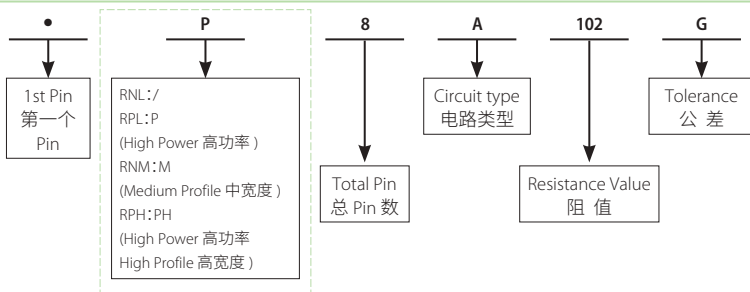 • P 8 A 102 G
1st Pin
第一个
Pin
RNL:/
RPL:P
(High Power 高功率 )
RNM:M
(Medium Profile 中宽度 )
RPH:PH
(High Power 高功率
High Profile 高宽度 )
Total Pin
总 Pin 数
Circuit type
电路类型
Resistance Value
阻 值
Tolerance
公 差